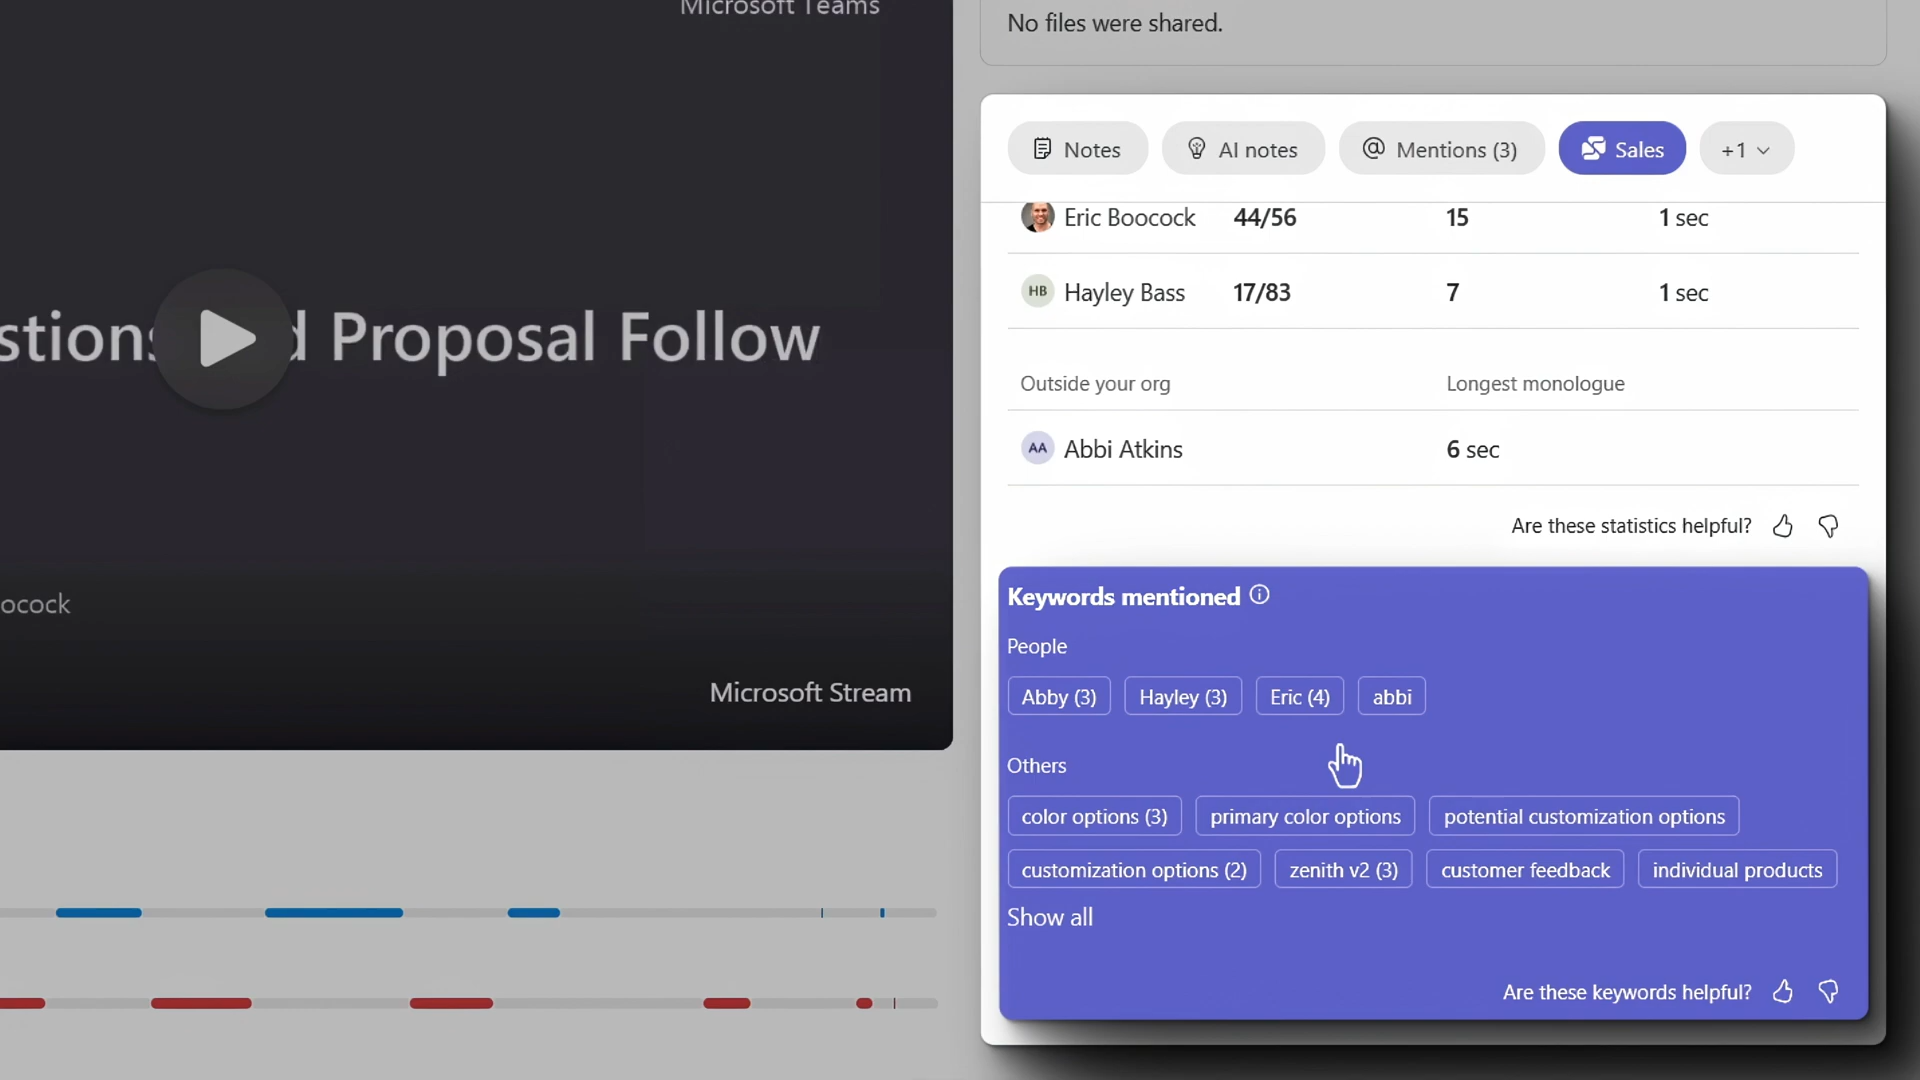 Microsoft Teams
No files were shared.
Notes
AI notes
Mentions (3)
Sales
+1
Eric Boocock 44/56 15 1 sec
HB Hayley Bass 17/83 7 1 sec
stions d Proposal Follow
Outside your org Longest monologue
AA Abbi Atkins 6 sec
Are these statistics helpful?
Keywords mentioned
ocock
People
Microsoft Stream
Abby (3) Hayley (3) Eric (4) abbi
Others
color options (3) primary color options potential customization options
customization options (2) zenith v2 (3) customer feedback individual products
Show all
Are these keywords helpful?